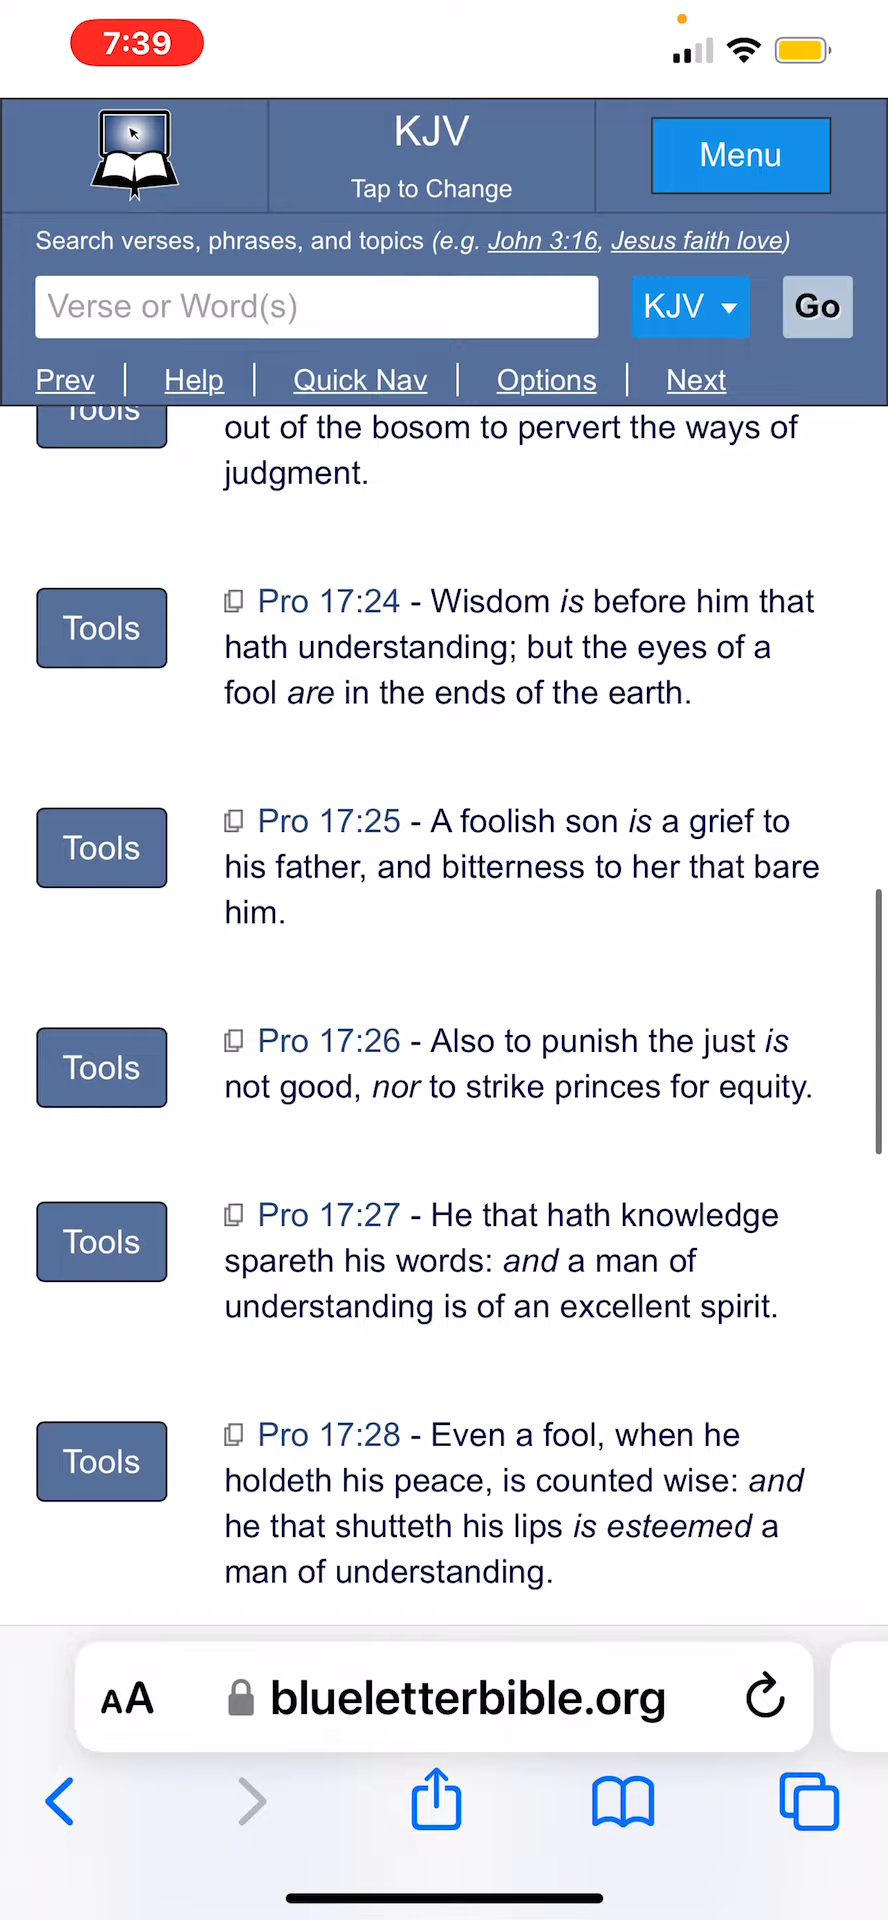 7:39
KJV
Tap to Change
Menu
Search verses, phrases, and topics (e.g. John 3:16, Jesus faith love)
Verse or Word(s)
KJV
Go
Prev | Help | Quick Nav | Options | Next
Tools
out of the bosom to pervert the ways of
judgment.
Tools
Pro 17:24 - Wisdom is before him that
hath understanding; but the eyes of a
fool are in the ends of the earth.
Tools
Pro 17:25 - A foolish son is a grief to
his father, and bitterness to her that bare
him.
Tools
Pro 17:26 - Also to punish the just is
not good, nor to strike princes for equity.
Tools
Pro 17:27 - He that hath knowledge
spareth his words: and a man of
understanding is of an excellent spirit.
Tools
Pro 17:28 - Even a fool, when he
holdeth his peace, is counted wise: and
he that shutteth his lips is esteemed a
man of understanding.
AA
blueletterbible.org